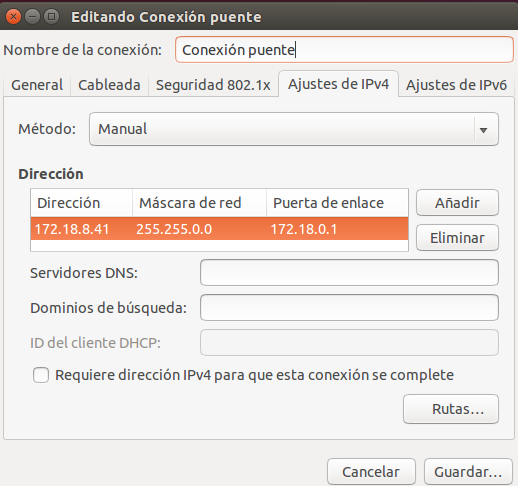 Editando Conexión puente
Nombre de la conexión: Conexión puente
General Cableada Seguridad 802.1x Ajustes de IPv4 Ajustes de IPv6
Método: Manual
Dirección
Dirección Máscara de red Puerta de enlace Añadir
172.18.8.41 255.255.0.0 172.18.0.1
Eliminar
Servidores DNS:
Dominios de búsqueda:
ID del cliente DHCP:
Requiere dirección IPv4 para que esta conexión se complete
Rutas...
Cancelar Guardar...